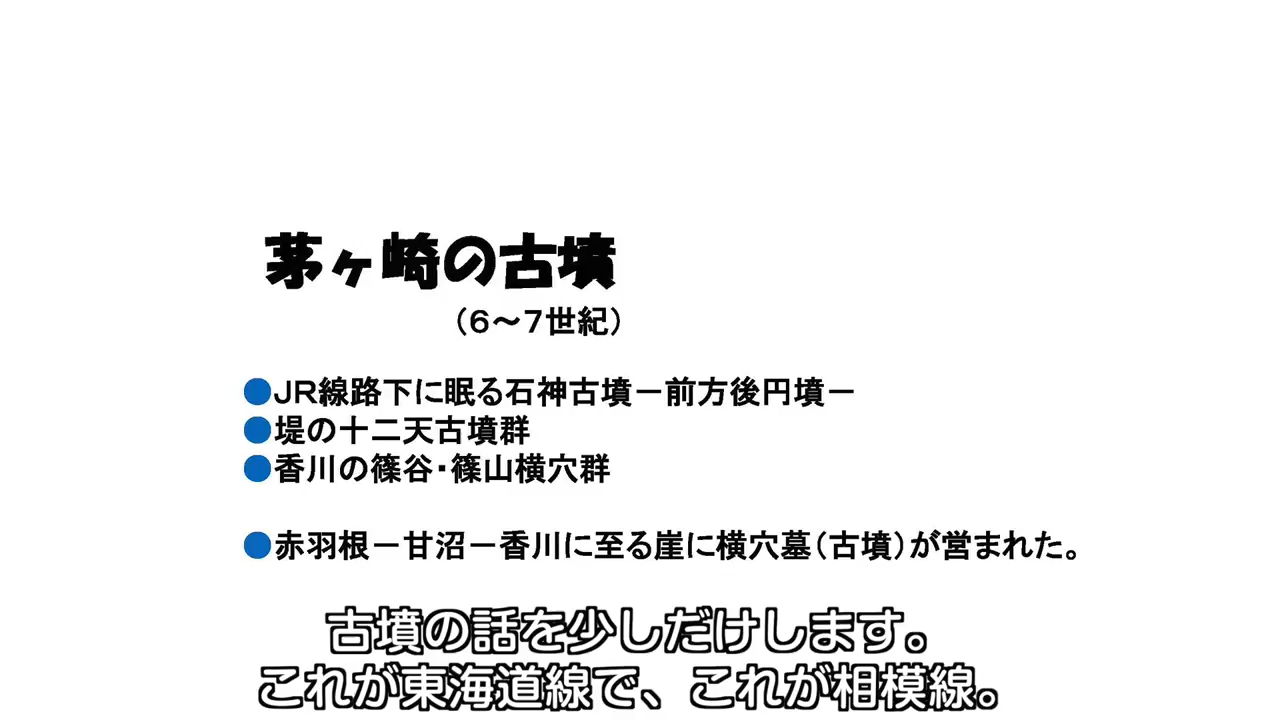 茅ヶ崎の古墳
（６～７世紀）
●ＪＲ線路下に眠る石神古墳－前方後円墳－
●堤の十二天古墳群
●香川の篠谷・篠山横穴群
●赤羽根－甘沼－香川に至る崖に横穴墓（古墳）が営まれた。
古墳の話を少しだけします。
これが東海道線で、これが相模線。